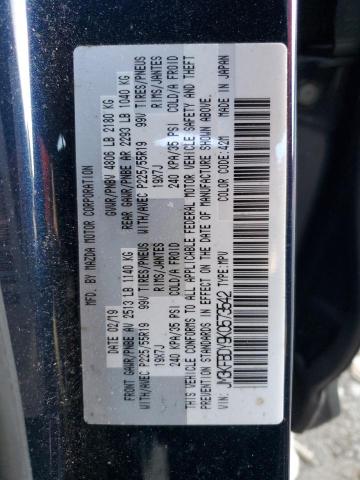 MFD. BY MAZDA MOTOR CORPORATION
DATE: 02/19 GVWR/PNBV 4806 LB 2180 KG
FRONT GAWR/PNBE AV 2513 LB 1140 KG REAR GAWR/PNBE AR 2293 LB 1040 KG
WITH/AVEC P225/55R19 99V TIRES/PNEUS WITH/AVEC P225/55R19 99V TIRES/PNEUS
19X7J RIMS/JANTES 19X7J RIMS/JANTES
240 KPA/35 PSI COLD/A FROID 240 KPA/35 PSI COLD/A FROID
THIS VEHICLE CONFORMS TO ALL APPLICABLE FEDERAL MOTOR VEHICLE SAFETY AND THEFT
PREVENTION STANDARDS IN EFFECT ON THE DATE OF MANUFACTURE SHOWN ABOVE.
VIN: JM3KFBDY9K0573542 TYPE:MPV COLOR CODE:42M MADE IN JAPAN